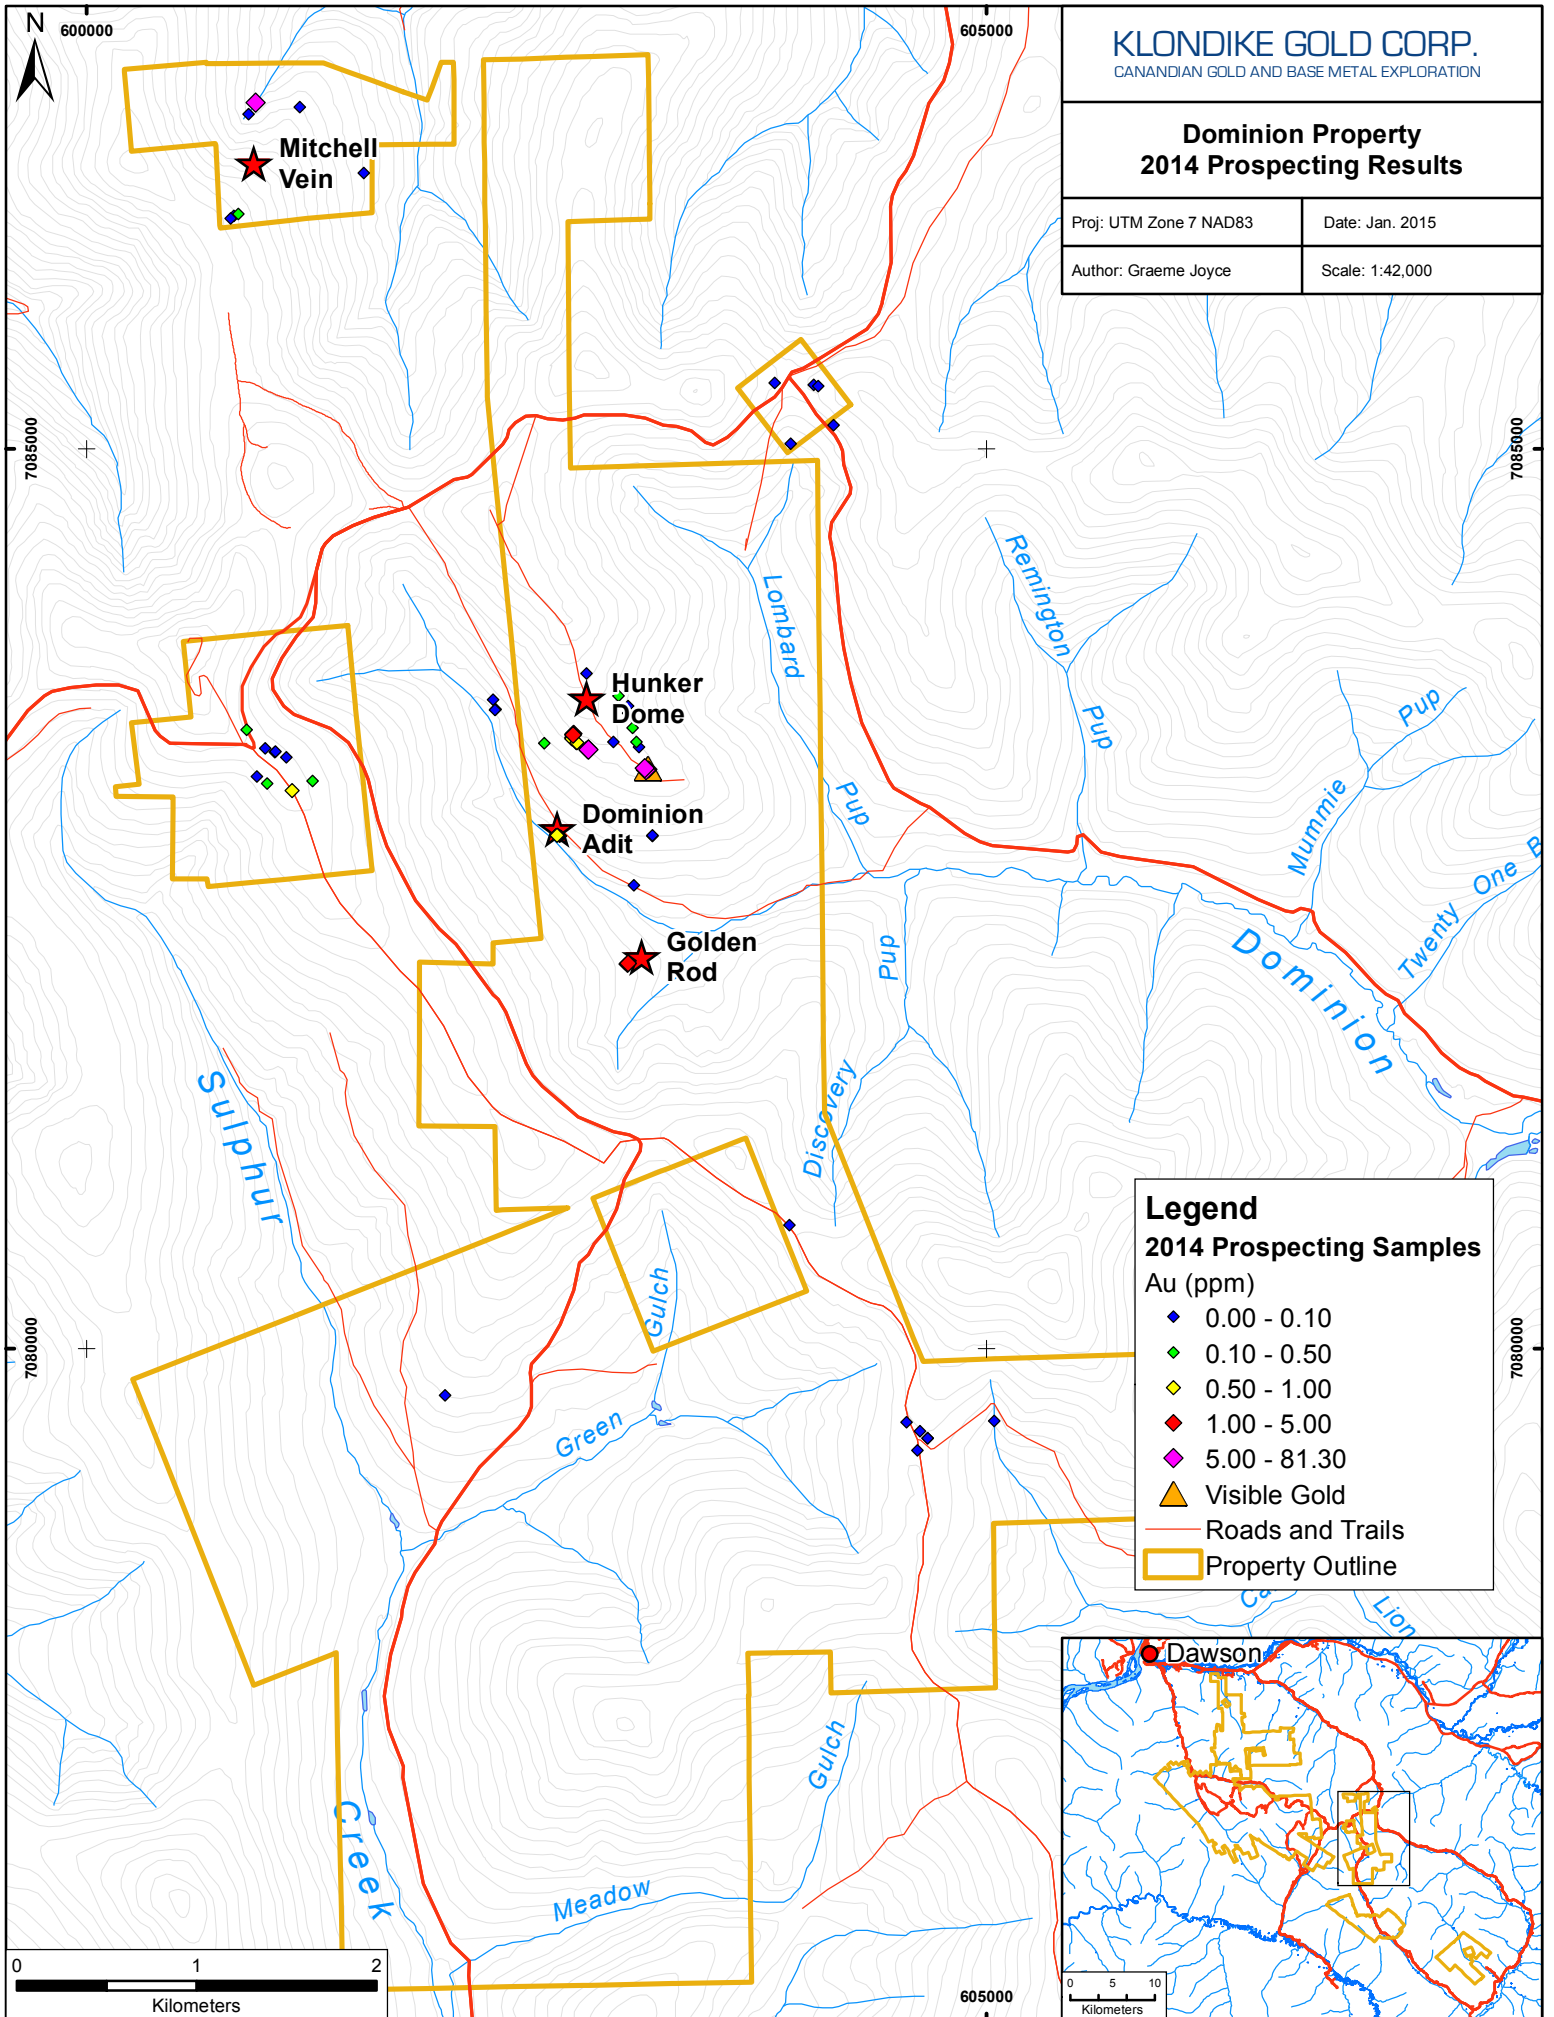 N
600000
605000
KLONDIKE GOLD CORP.
CANANDIAN GOLD AND BASE METAL EXPLORATION
Dominion Property
2014 Prospecting Results
Proj: UTM Zone 7 NAD83
Date: Jan. 2015
Author: Graeme Joyce
Scale: 1:42,000
Mitchell
Vein
7085000
7085000
Lombard
Pup
Remington
Pup
Hunker
Dome
Pup
Mummie
Dominion
Adit
Twenty One B
Golden
Rod
Pup
Discovery
Dominion
Sulphur
Creek
Gulch
Green
7080000
7080000
Legend
2014 Prospecting Samples
Au (ppm)
0.00 - 0.10
0.10 - 0.50
0.50 - 1.00
1.00 - 5.00
5.00 - 81.30
Visible Gold
Roads and Trails
Property Outline
Ca
Lion
Gulch
Meadow
Dawson
0 5 10
Kilometers
0 1 2
Kilometers
605000